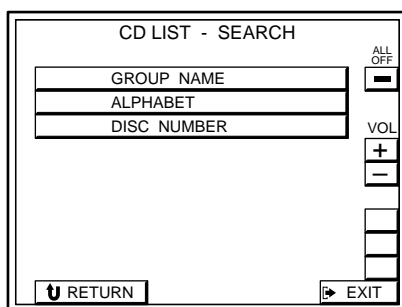 CD LIST - SEARCH
ALL
OFF
GROUP NAME
ALPHABET
DISC NUMBER
VOL
+
−
RETURN
EXIT